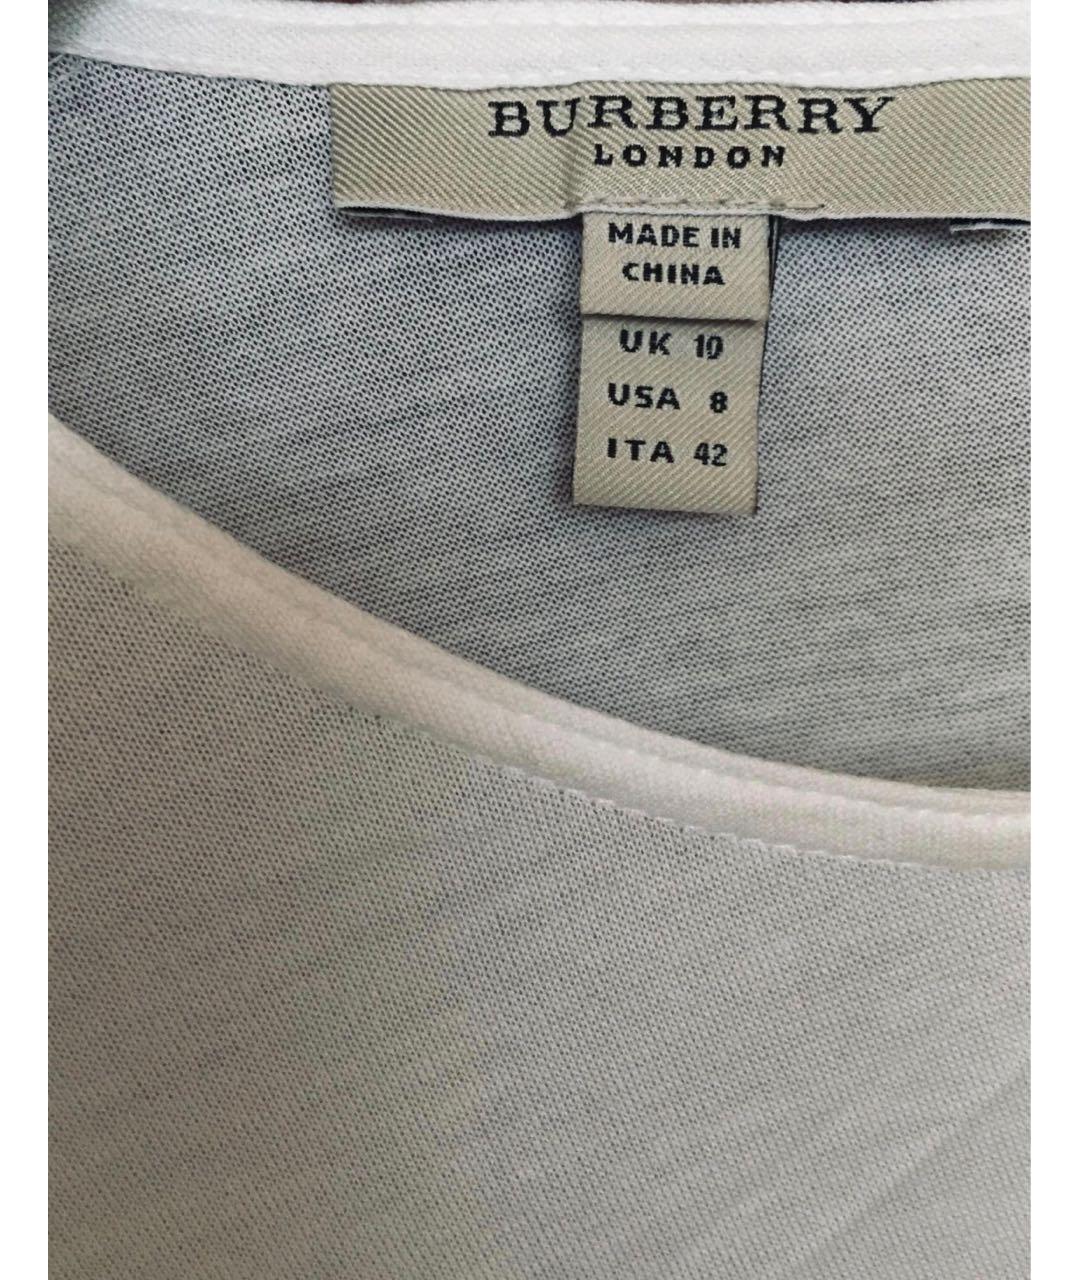 BURBERRY
LONDON
MADE IN
CHINA
UK 10
USA 8
ITA 42